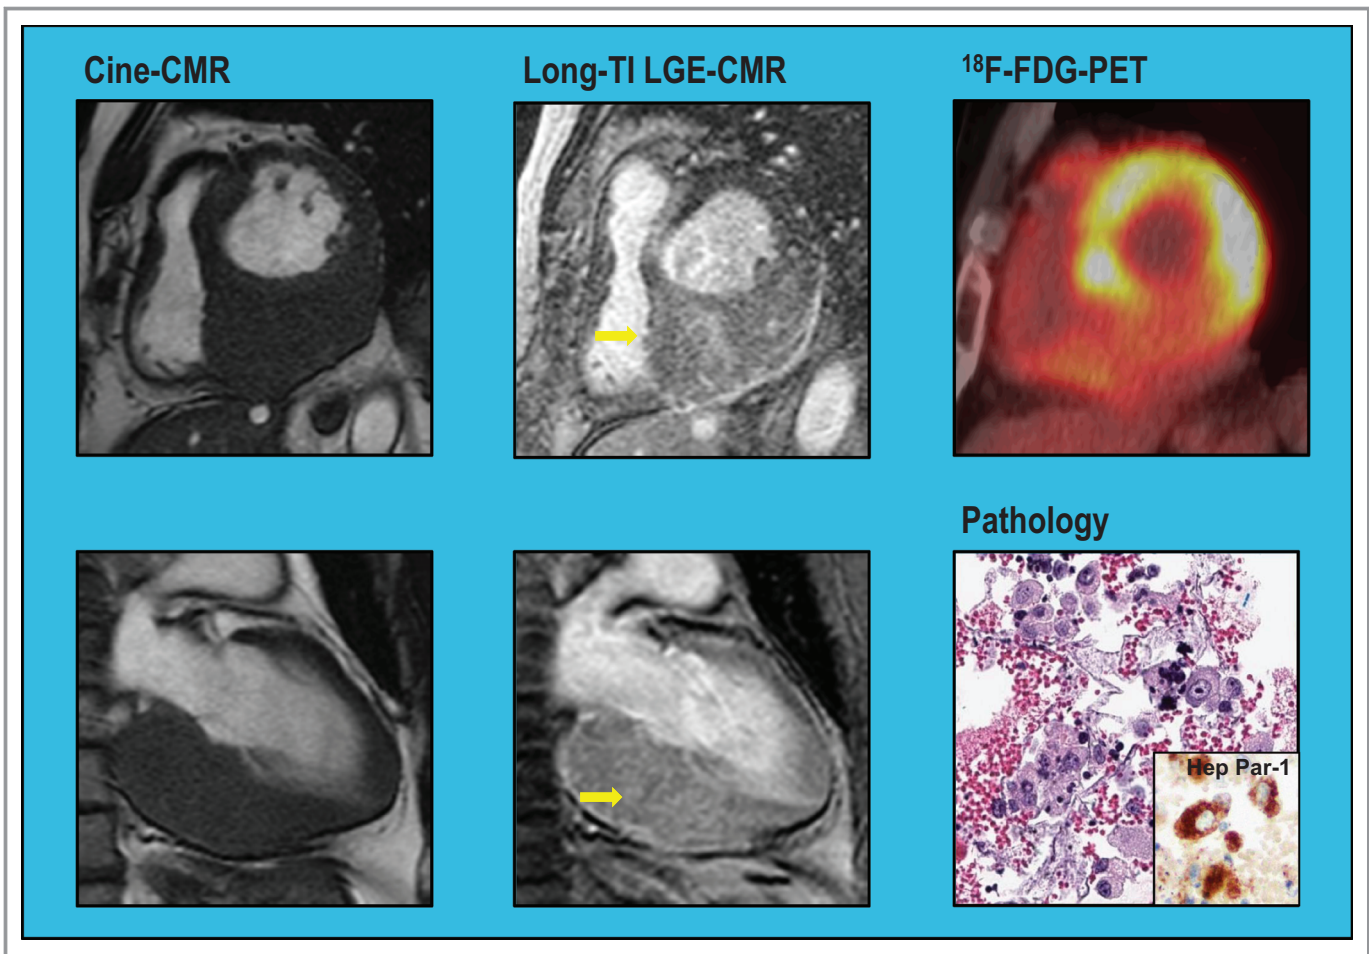 Cine-CMR
Long-TI LGE-CMR
18F-FDG-PET
Pathology
Hep Par-1